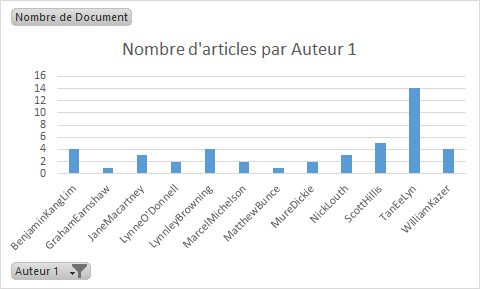 Nombre de Document
Nombre d'articles par Auteur 1
16
14
12
10
8
6
4
2
0
BenjaminKangLim
GrahamEarnshaw
JaneMacartney
LynneO'Donnell
LynnleyBrowning
MarcelMichelson
MatthewBunce
MureDickie
NickLouth
ScottHillis
TanEeLyn
WilliamKazer
Auteur 1